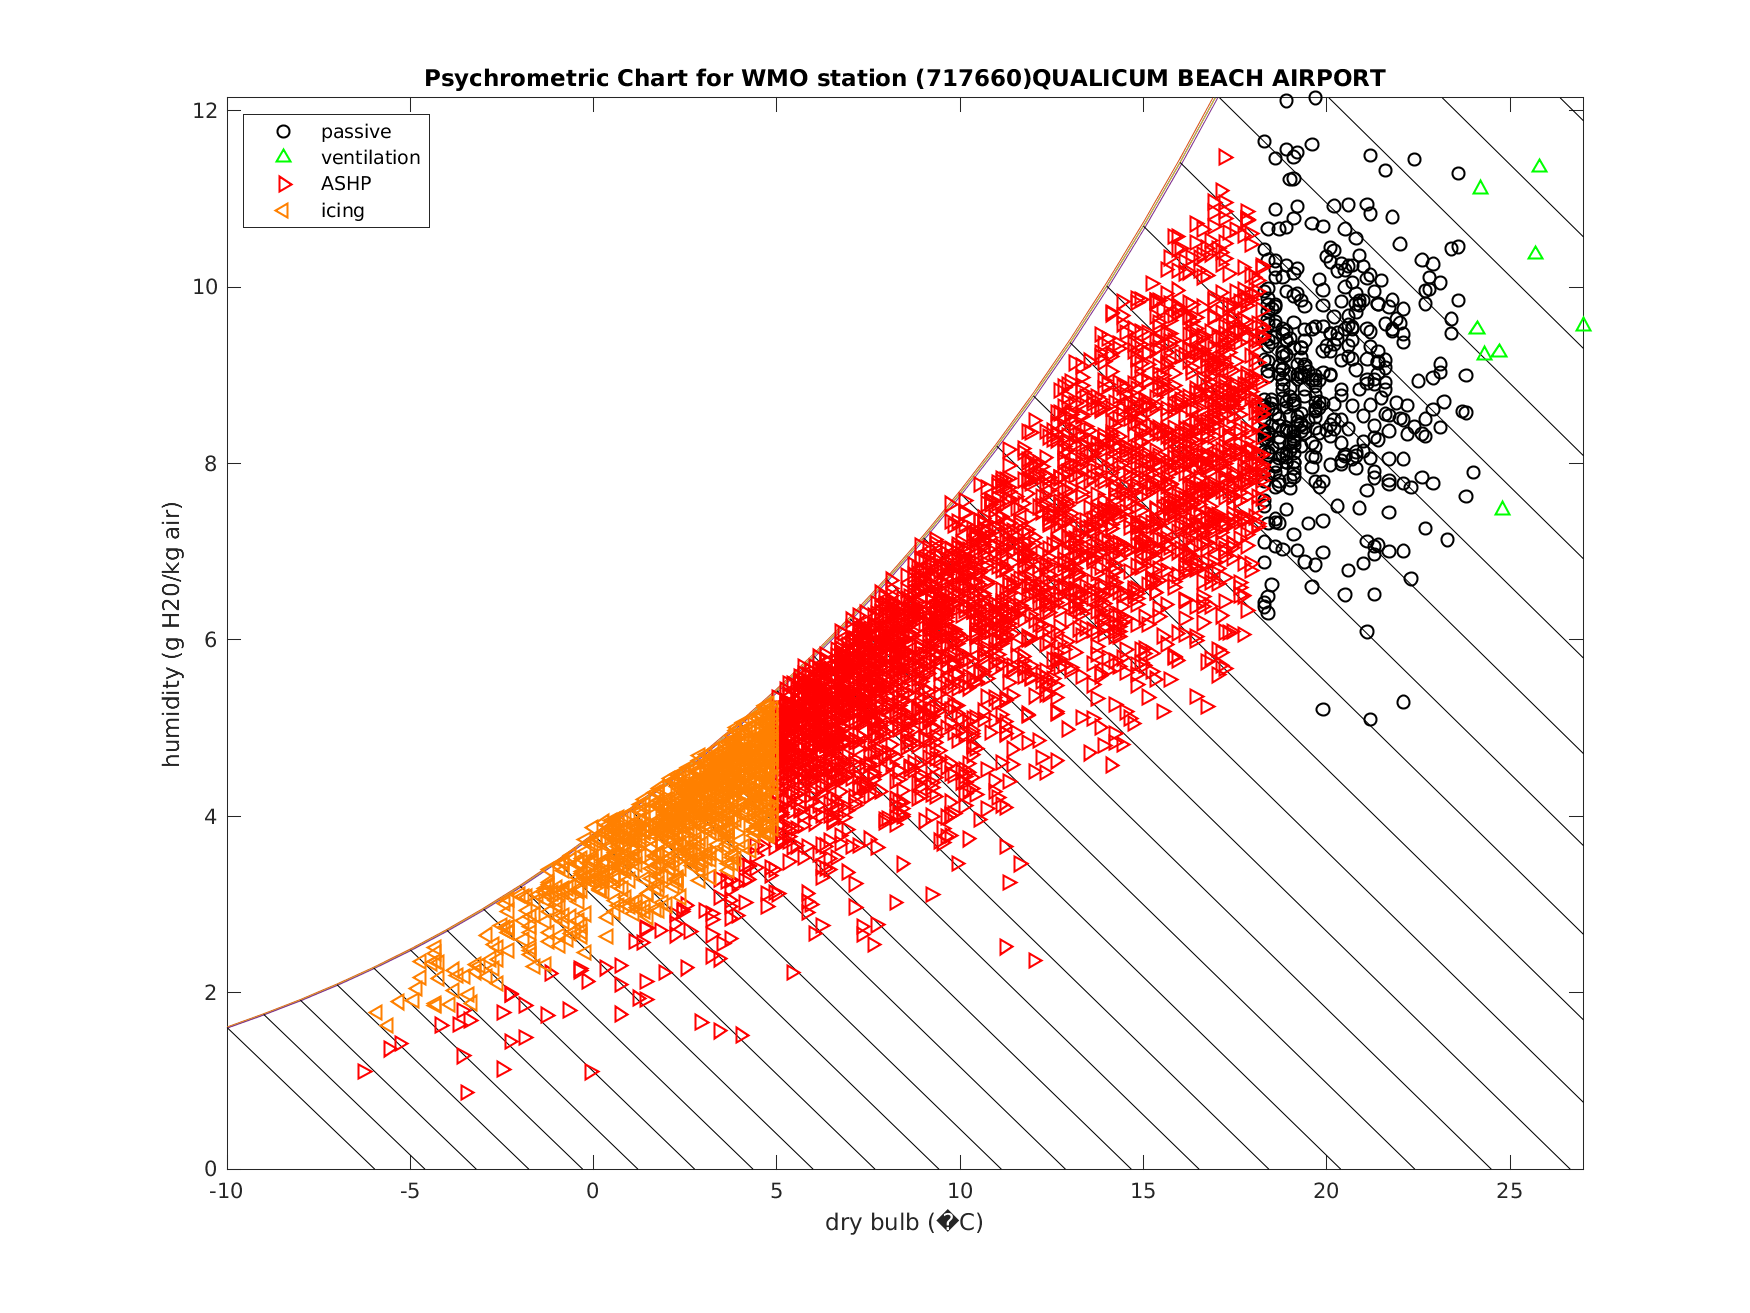 Psychrometric Chart for WMO station (717660)QUALICUM BEACH AIRPORT
passive
ventilation
ASHP
icing
12
10
8
6
4
2
0
humidity (g H20/kg air)
-10 -5 0 5 10 15 20 25
dry bulb (�C)